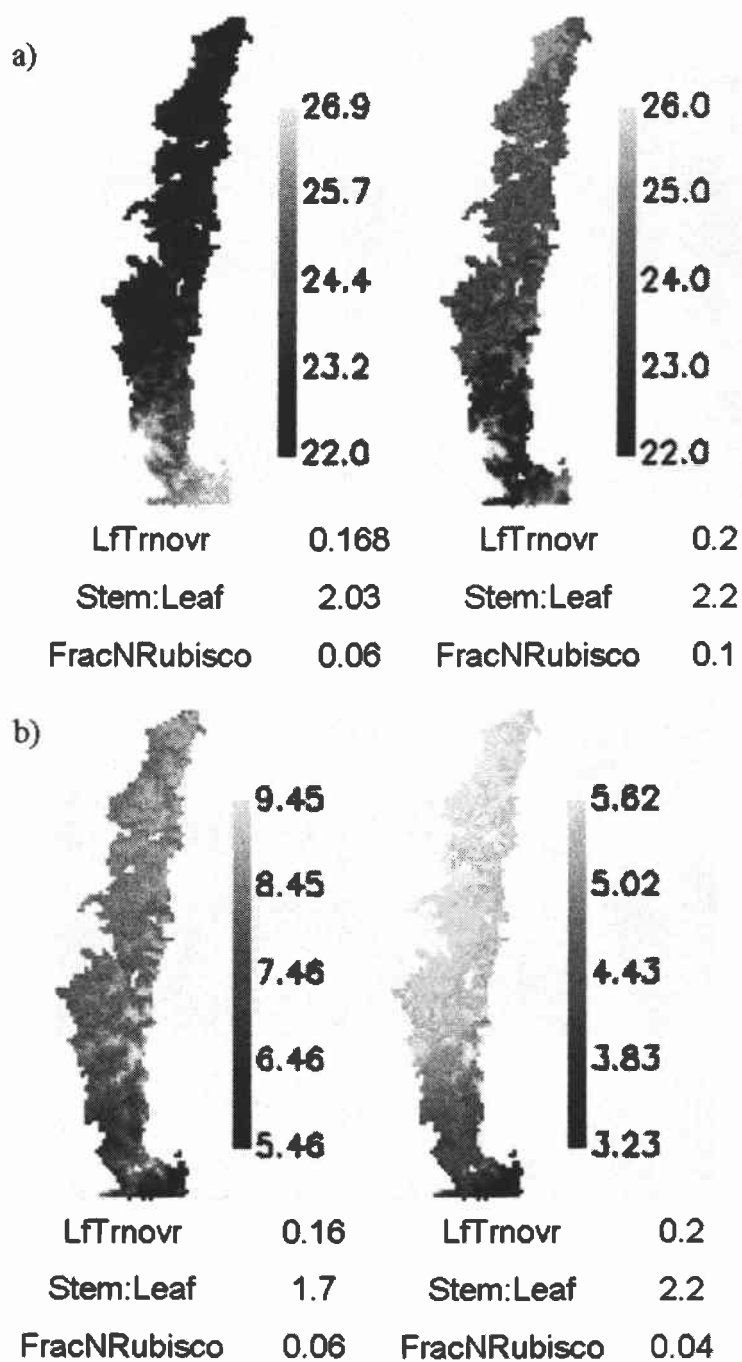 a)
26.9
25.7
24.4
23.2
22.0
26.0
25.0
24.0
23.0
22.0
LfTrnovr 0.168 LfTrnovr 0.2
Stem:Leaf 2.03 Stem:Leaf 2.2
FracNRubisco 0.06 FracNRubisco 0.1
b)
9.45
8.45
7.46
6.46
5.46
5.62
5.02
4.43
3.83
3.23
LfTrnovr 0.16 LfTrnovr 0.2
Stem:Leaf 1.7 Stem:Leaf 2.2
FracNRubisco 0.06 FracNRubisco 0.04